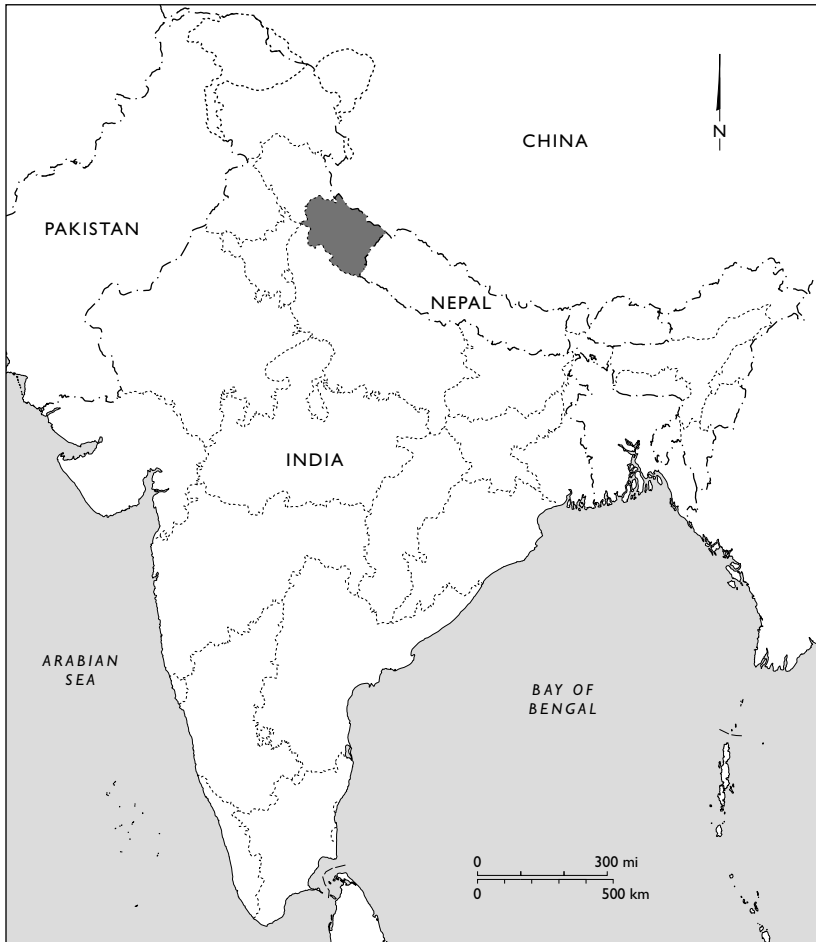 CHINA
N
PAKISTAN
NEPAL
INDIA
ARABIAN
SEA
BAY OF
BENGAL
0 300 mi
0 500 km